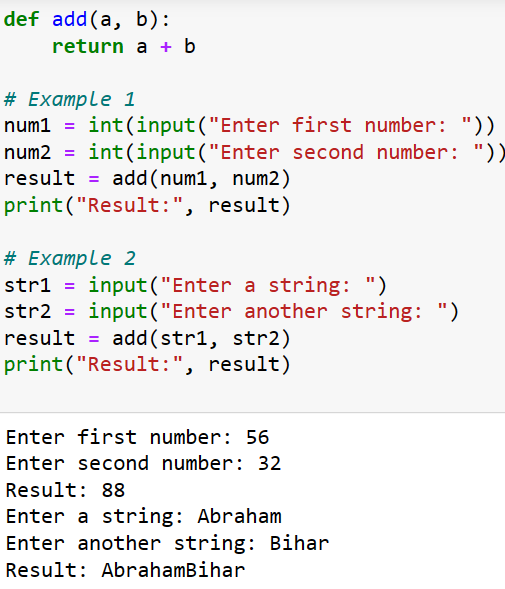 def add(a, b):
    return a + b

# Example 1
num1 = int(input("Enter first number: "))
num2 = int(input("Enter second number: "))
result = add(num1, num2)
print("Result:", result)

# Example 2
str1 = input("Enter a string: ")
str2 = input("Enter another string: ")
result = add(str1, str2)
print("Result:", result)

Enter first number: 56
Enter second number: 32
Result: 88
Enter a string: Abraham
Enter another string: Bihar
Result: AbrahamBihar